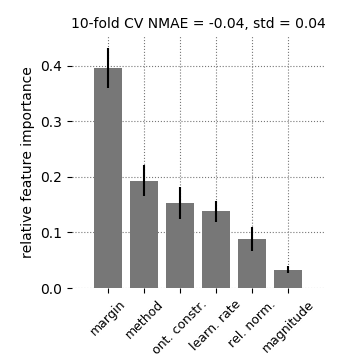 10-fold CV NMAE = -0.04, std = 0.04
relative feature importance
0.4
0.3
0.2
0.1
0.0
margin
method
ont. constr.
learn. rate
rel. norm.
magnitude